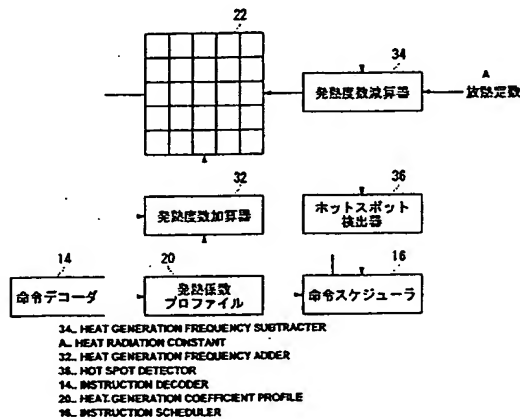 22
34
A
発熱度数減算器
放熱定数
32
36
発熱度数加算器
ホットスポット
検出器
14
20
16
命令デコーダ
発熱係数
プロファイル
命令スケジューラ
34... HEAT GENERATION FREQUENCY SUBTRACTER
A... HEAT RADIATION CONSTANT
32... HEAT GENERATION FREQUENCY ADDER
36... HOT SPOT DETECTOR
14... INSTRUCTION DECODER
20... HEAT GENERATION COEFFICIENT PROFILE
16... INSTRUCTION SCHEDULER